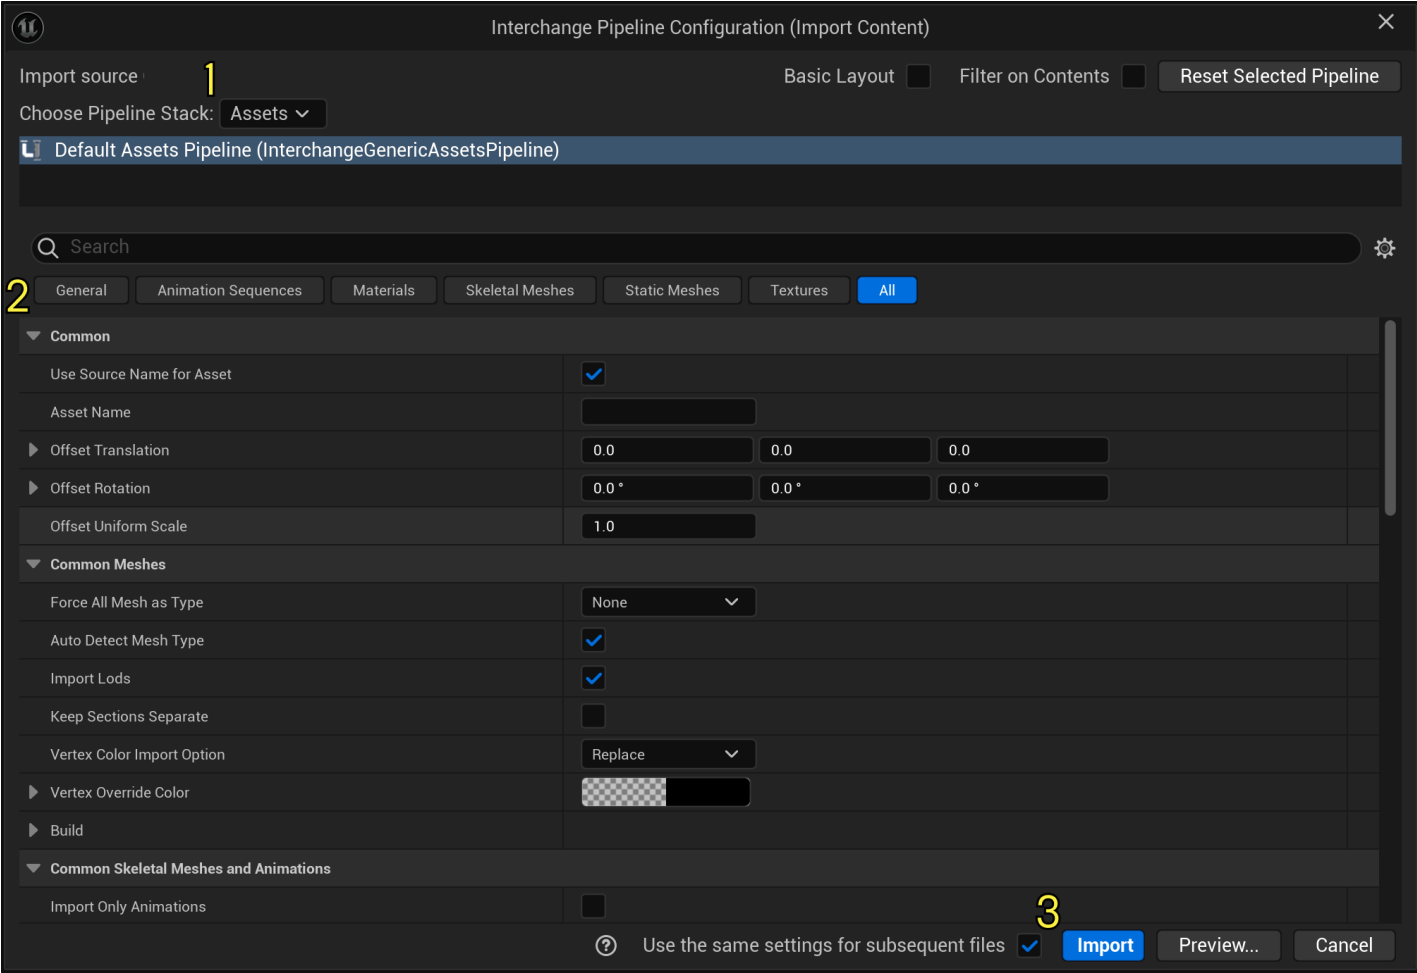 Interchange Pipeline Configuration (Import Content)
Import source
1
Basic Layout
Filter on Contents
Reset Selected Pipeline
Choose Pipeline Stack: Assets
Default Assets Pipeline (InterchangeGenericAssetsPipeline)
Search
2
General
Animation Sequences
Materials
Skeletal Meshes
Static Meshes
Textures
All
Common
Use Source Name for Asset
Asset Name
Offset Translation 0.0 0.0 0.0
Offset Rotation 0.0 ° 0.0 ° 0.0 °
Offset Uniform Scale 1.0
Common Meshes
Force All Mesh as Type None
Auto Detect Mesh Type
Import Lods
Keep Sections Separate
Vertex Color Import Option Replace
Vertex Override Color
Build
Common Skeletal Meshes and Animations
Import Only Animations
3
? Use the same settings for subsequent files
Import
Preview...
Cancel